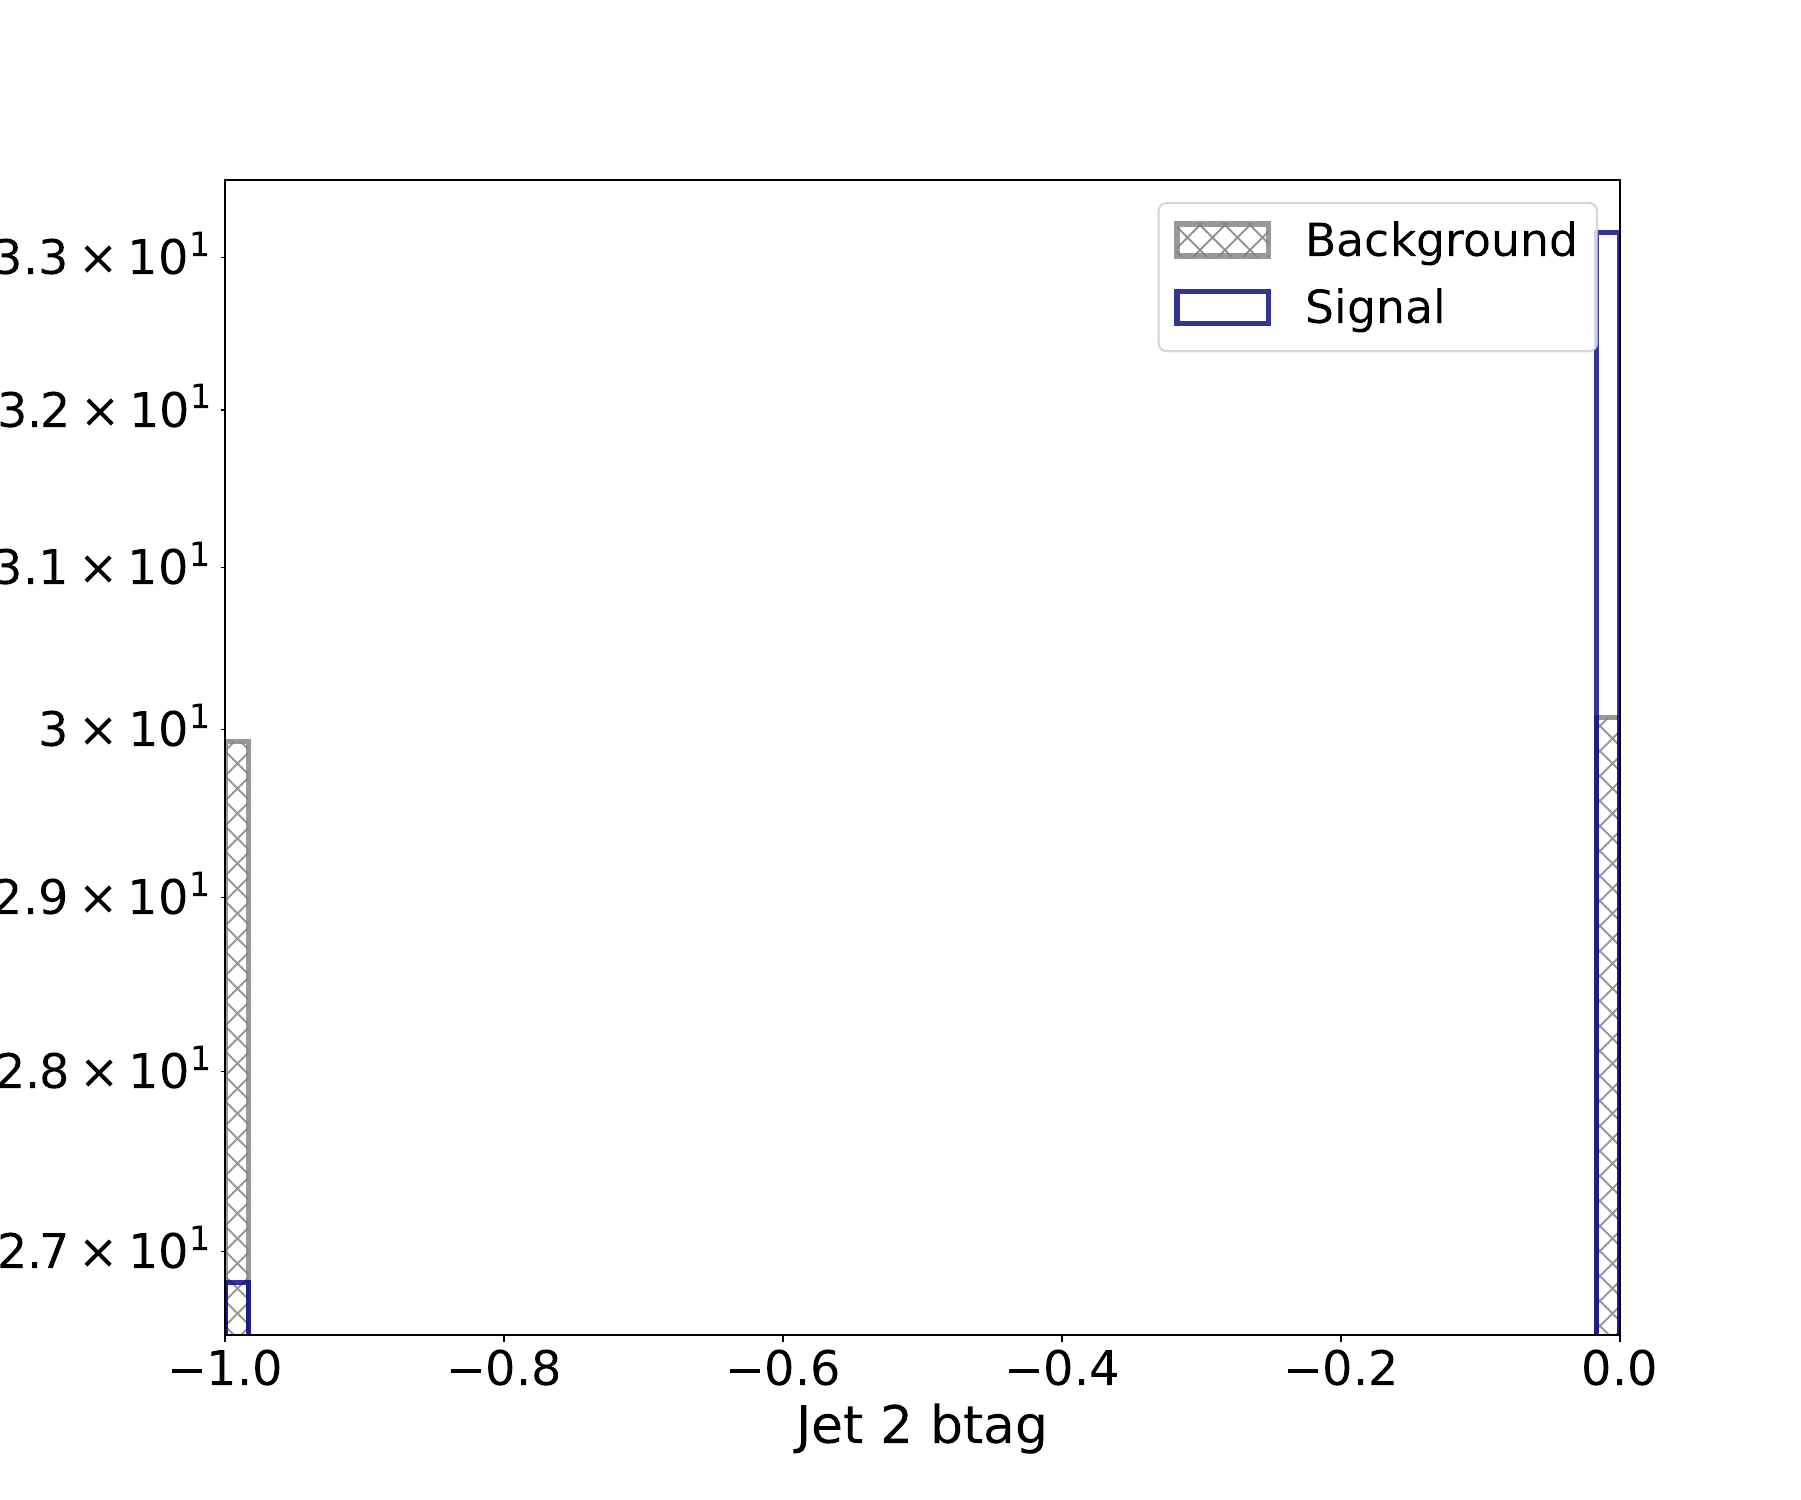 3.3 × 10¹
3.2 × 10¹
3.1 × 10¹
3 × 10¹
2.9 × 10¹
2.8 × 10¹
2.7 × 10¹
Background
Signal
−1.0 −0.8 −0.6 −0.4 −0.2 0.0
Jet 2 btag